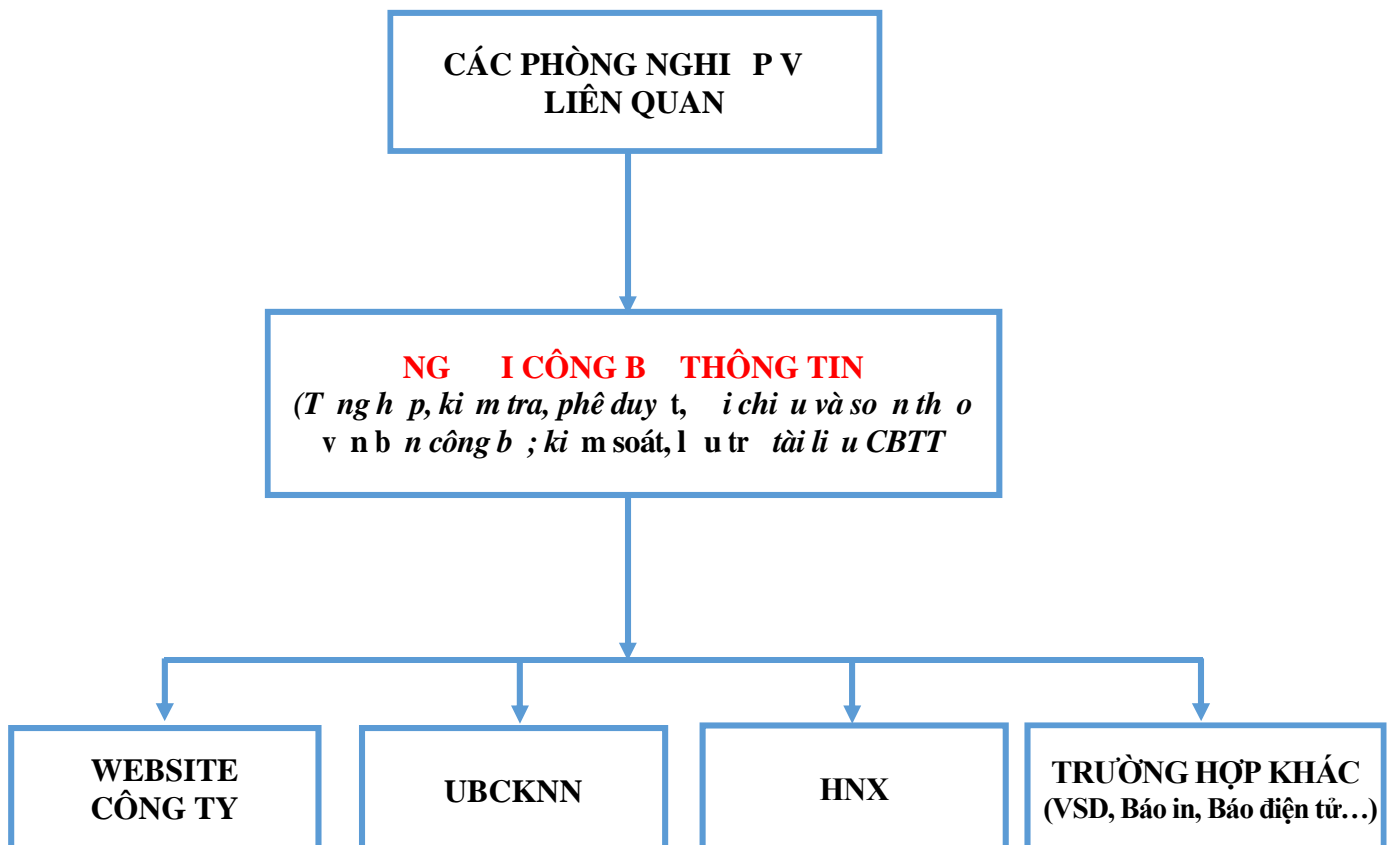 CÁC PHÒNG NGHI P V
LIÊN QUAN
NG I CÔNG B THÔNG TIN
(T ng h p, ki m tra, phê duy t, i chi u và so n th o
v n b n công b ; ki m soát, l u tr tài li u CBTT
WEBSITE
CÔNG TY
UBCKNN
HNX
TRƯỜNG HỢP KHÁC
(VSD, Báo in, Báo điện tử…)